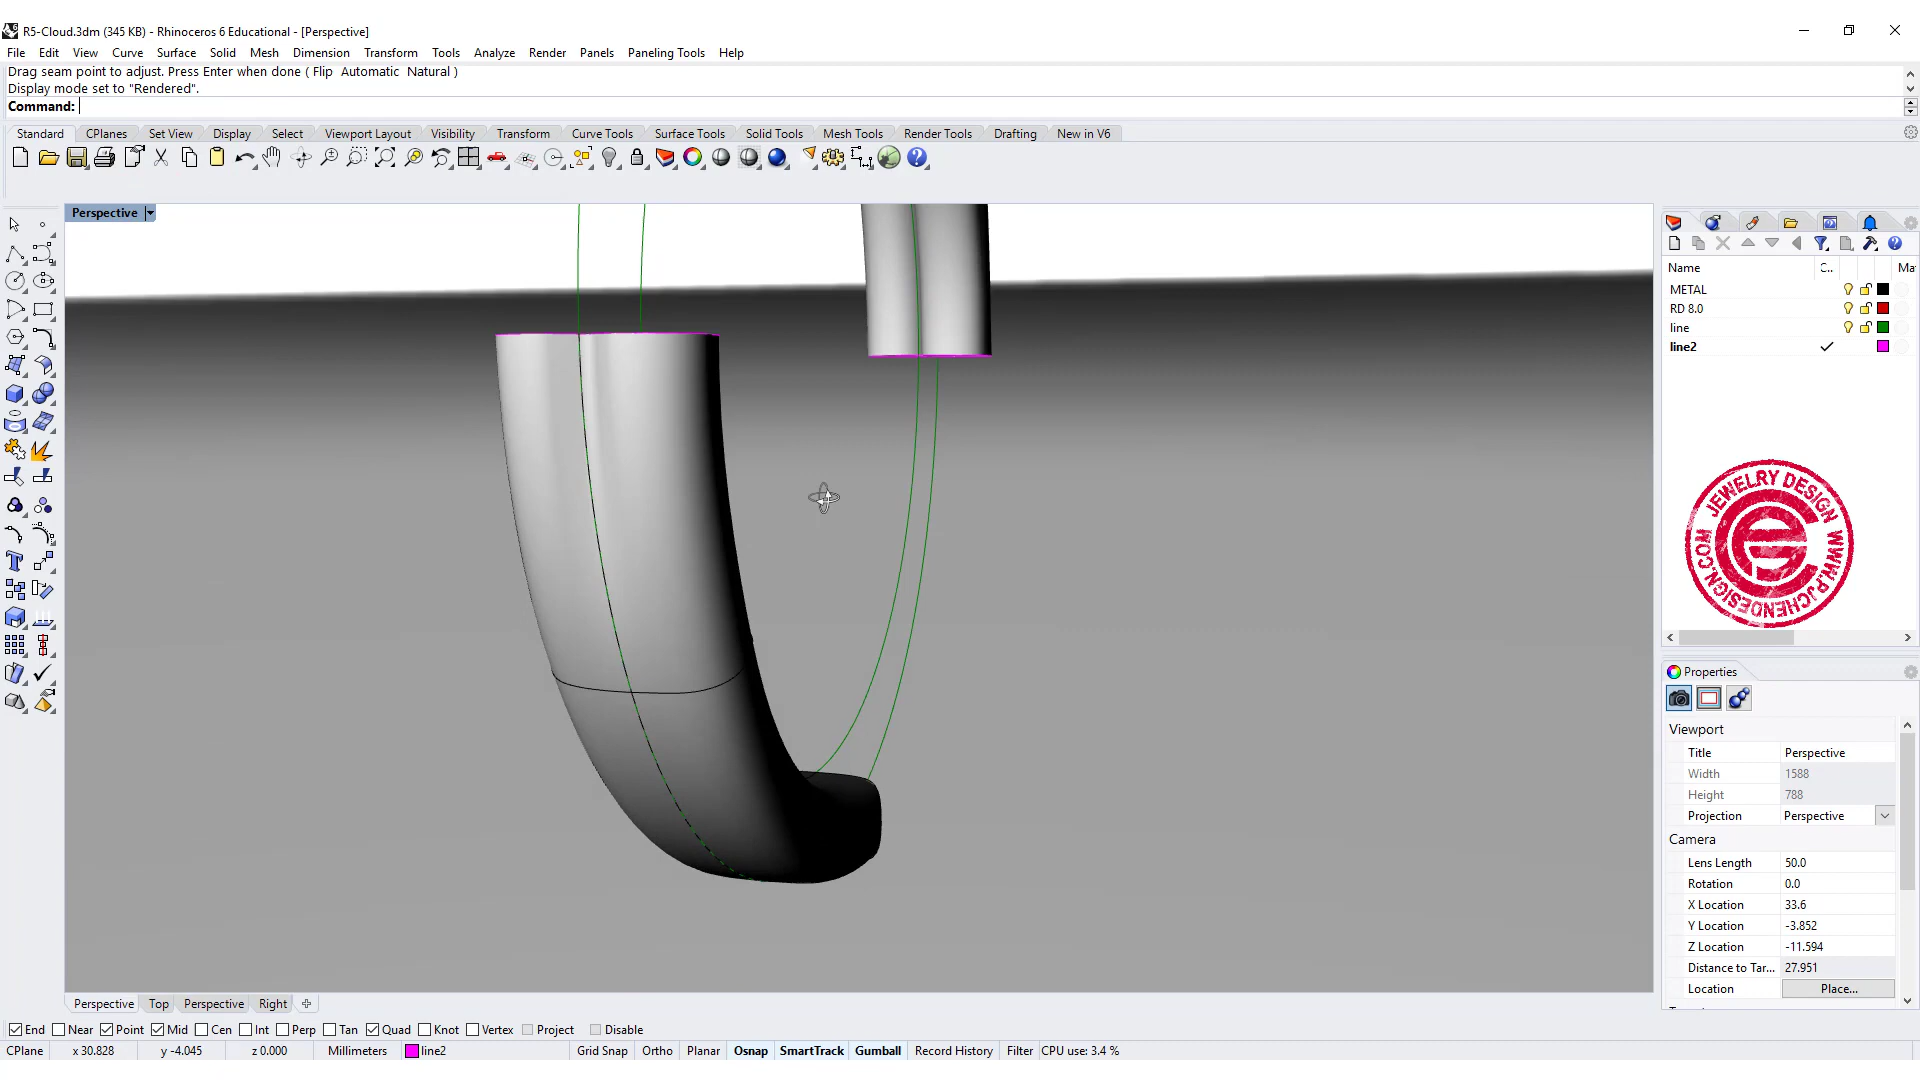 R5-Cloud.3dm (345 KB) - Rhinoceros 6 Educational - [Perspective]
File Edit View Curve Surface Solid Mesh Dimension Transform Tools Analyze Render Panels Paneling Tools Help
Drag seam point to adjust. Press Enter when done ( Flip Automatic Natural )
Display mode set to "Rendered".
Command:
Standard CPlanes Set View Display Select Viewport Layout Visibility Transform Curve Tools Surface Tools Solid Tools Mesh Tools Render Tools Drafting New in V6
Perspective
Name C.. Ma
METAL
RD 8.0
line
line2
JEWELRY DESIGN
WWW.PJCHENDESIGN.COM
Properties
Viewport
Title Perspective
Width 1588
Height 788
Projection Perspective
Camera
Lens Length 50.0
Rotation 0.0
X Location 33.6
Y Location -3.852
Z Location -11.594
Distance to Tar... 27.951
Location Place...
Perspective Top Perspective Right
End Near Point Mid Cen Int Perp Tan Quad Knot Vertex Project Disable
CPlane x 30.828 y -4.045 z 0.000 Millimeters line2 Grid Snap Ortho Planar Osnap SmartTrack Gumball Record History Filter CPU use: 3.4 %